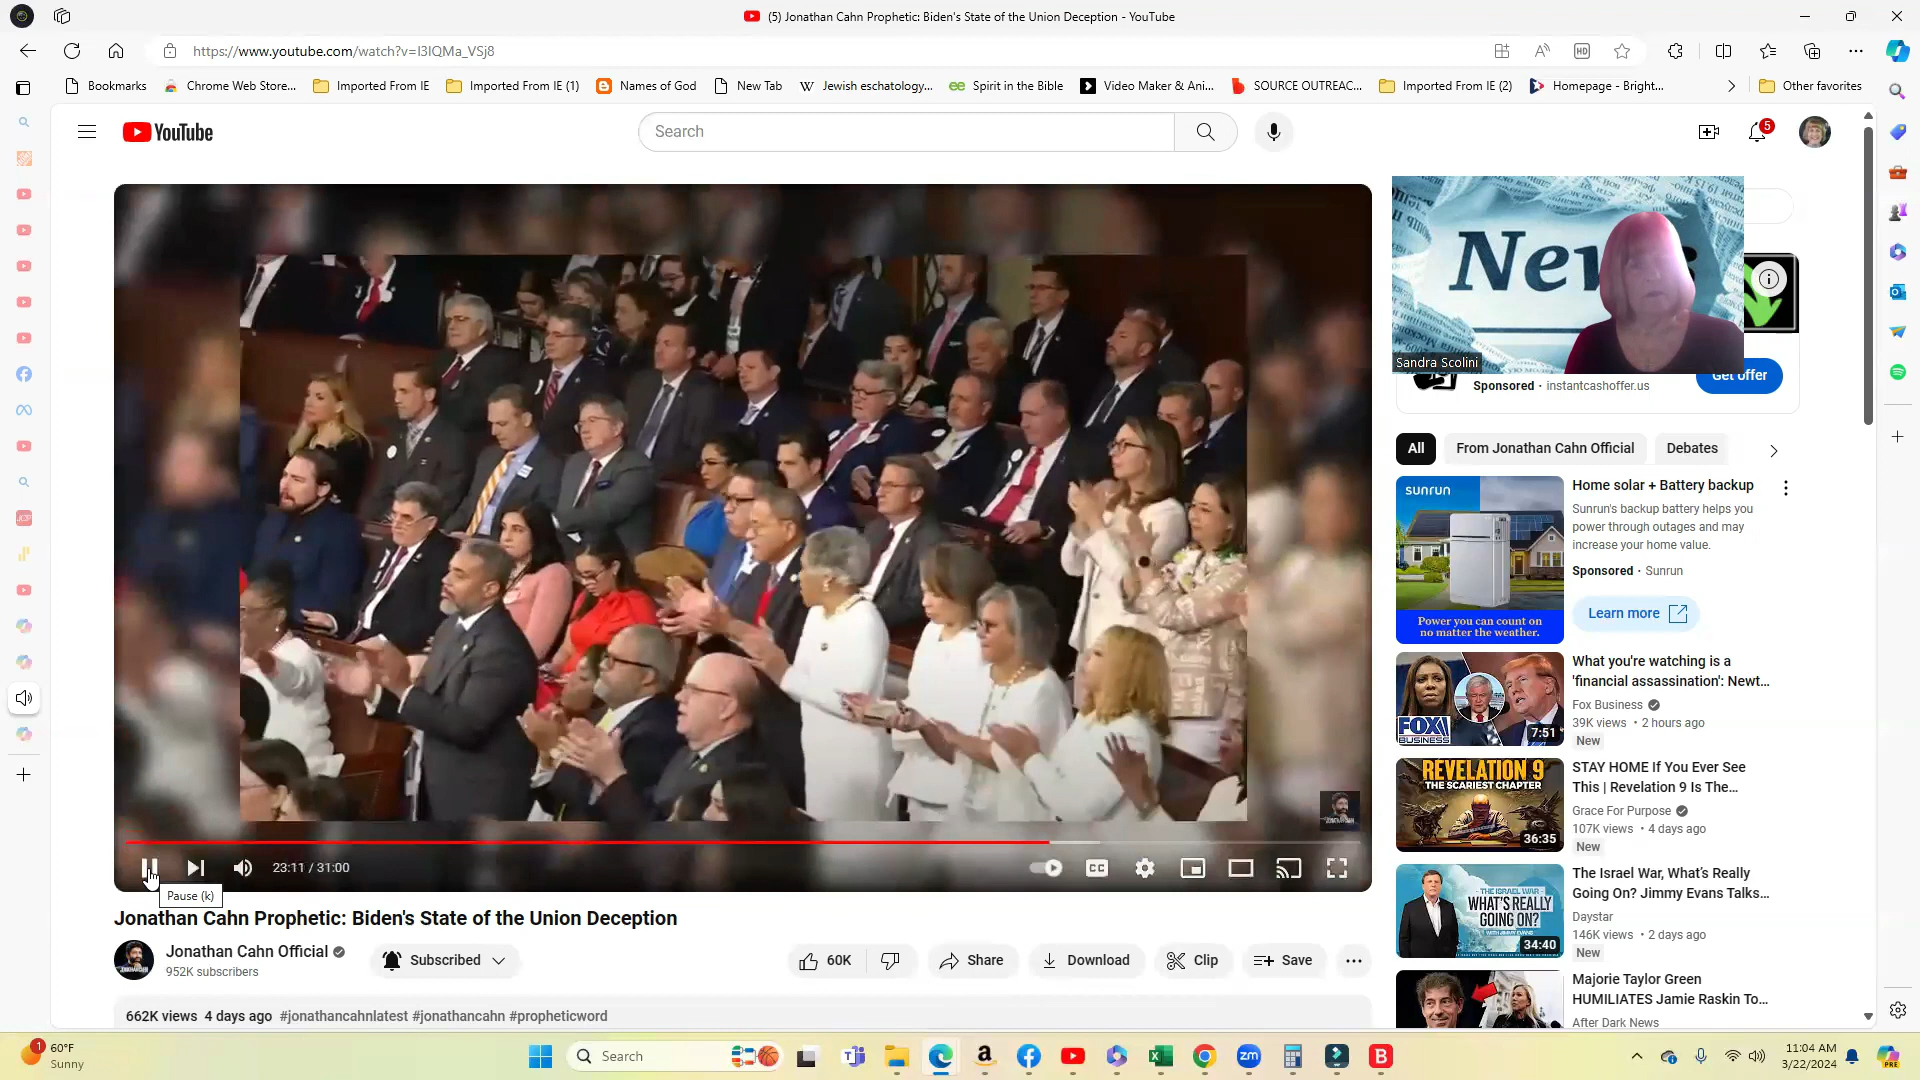 (5) Jonathan Cahn Prophetic: Biden's State of the Union Deception - YouTube
https://www.youtube.com/watch?v=I3IQMa_VSj8
HD
Bookmarks
Chrome Web Store...
Imported From IE
Imported From IE (1)
Names of God
New Tab
Jewish eschatology...
Spirit in the Bible
Video Maker & Ani...
SOURCE OUTREAC...
Imported From IE (2)
Homepage - Bright...
Other favorites
YouTube
Search
5
Sandra Scolini
Sponsored · instantcashoffer.us
Get offer
All
From Jonathan Cahn Official
Debates
sunrun
Power you can count on
no matter the weather.
Home solar + Battery backup
Sunrun's backup battery helps you
power through outages and may
increase your home value.
Sponsored · Sunrun
Learn more
FOX
BUSINESS
7:51
What you're watching is a
'financial assassination': Newt...
Fox Business
39K views • 2 hours ago
New
REVELATION 9
THE SCARIEST CHAPTER
36:35
STAY HOME If You Ever See
This | Revelation 9 Is The...
Grace For Purpose
107K views • 4 days ago
New
THE ISRAEL WAR
WHAT'S REALLY
GOING ON?
34:40
The Israel War, What's Really
Going On? Jimmy Evans Talks...
Daystar
146K views • 2 days ago
New
Majorie Taylor Green
HUMILIATES Jamie Raskin To...
After Dark News
23:11 / 31:00
CC
Pause (k)
Jonathan Cahn Prophetic: Biden's State of the Union Deception
Jonathan Cahn Official
952K subscribers
Subscribed
60K
Share
Download
Clip
Save
662K views 4 days ago #jonathancahnlatest #jonathancahn #propheticword
1
60°F
Sunny
Search
zm
11:04 AM
3/22/2024
PRE